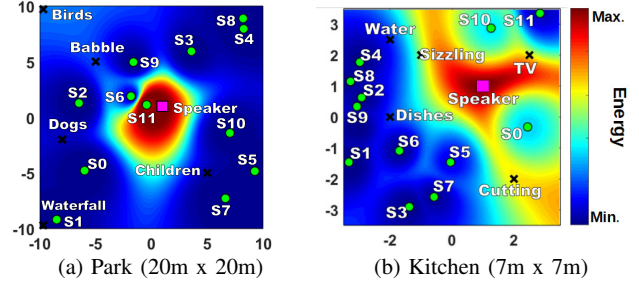 10
Birds
S8
S3
S4
Babble
5
S9
S2
S6
Speaker
S11
0
Dogs
S10
Children
S0
S5
-5
Waterfall
S7
S1
-10
-10 -5 0 5 10
(a) Park (20m x 20m)
S10 S11
3
Water
Sizzling
TV
S4
2
S8
S2
1
Speaker
S9
Dishes
S0
0
S6
S5
-1
S1
Cutting
-2
S7
S3
-3
-2 0 2
(b) Kitchen (7m x 7m)
Max.
Energy
Min.